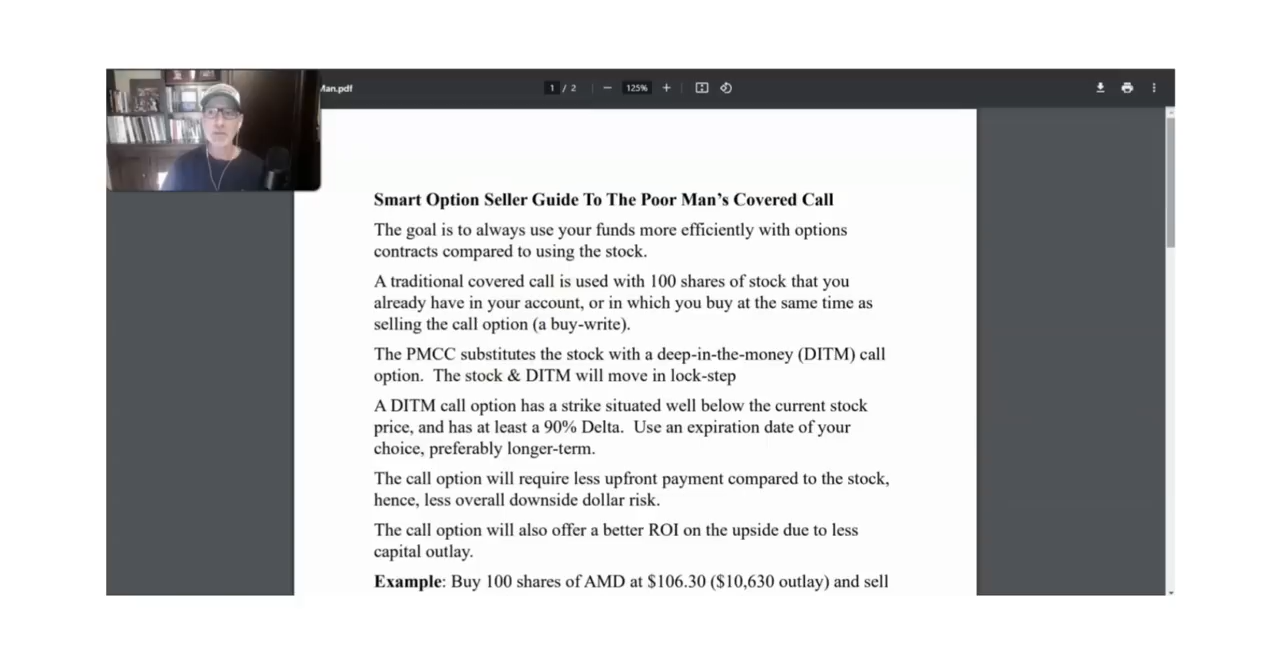 Man.pdf
1 / 2
125%
Smart Option Seller Guide To The Poor Man's Covered Call
The goal is to always use your funds more efficiently with options
contracts compared to using the stock.
A traditional covered call is used with 100 shares of stock that you
already have in your account, or in which you buy at the same time as
selling the call option (a buy-write).
The PMCC substitutes the stock with a deep-in-the-money (DITM) call
option.  The stock & DITM will move in lock-step
A DITM call option has a strike situated well below the current stock
price, and has at least a 90% Delta.  Use an expiration date of your
choice, preferably longer-term.
The call option will require less upfront payment compared to the stock,
hence, less overall downside dollar risk.
The call option will also offer a better ROI on the upside due to less
capital outlay.
Example: Buy 100 shares of AMD at $106.30 ($10,630 outlay) and sell